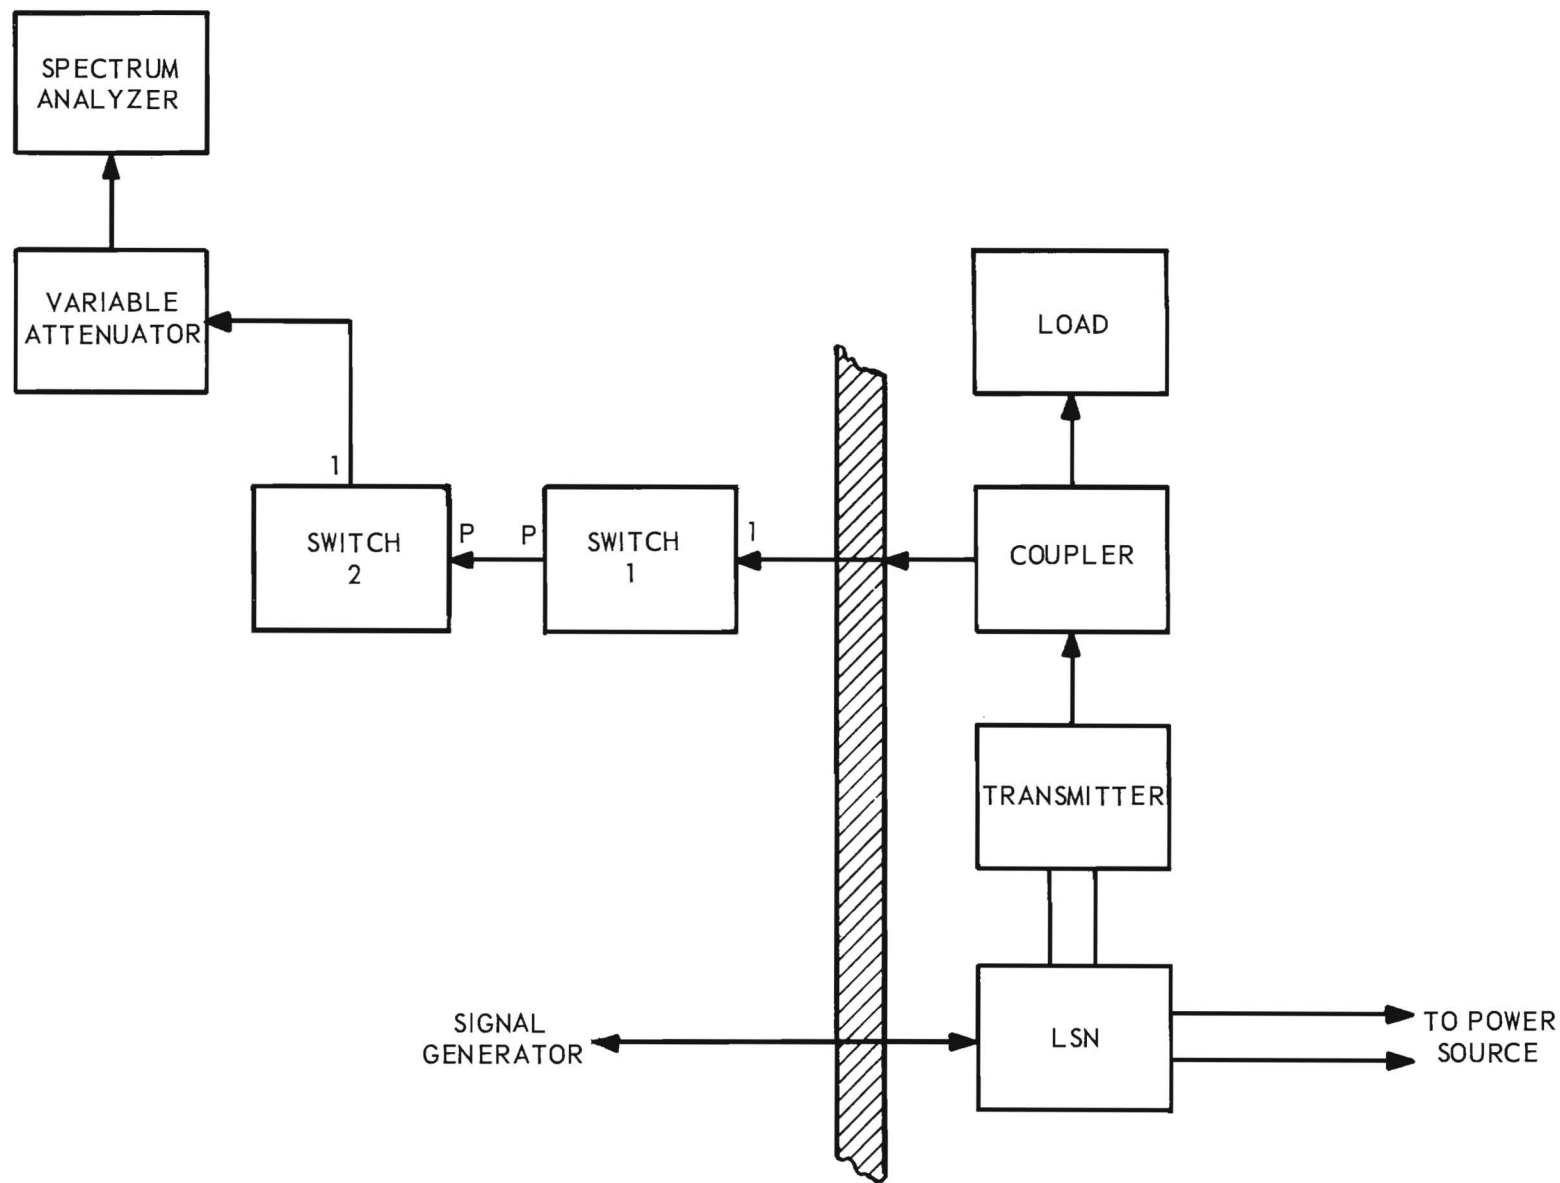 SPECTRUM
ANALYZER
VARIABLE
ATTENUATOR
LOAD
1
SWITCH
2
P
P
SWITCH
1
1
COUPLER
TRANSMITTER
SIGNAL
GENERATOR
LSN
TO POWER
SOURCE